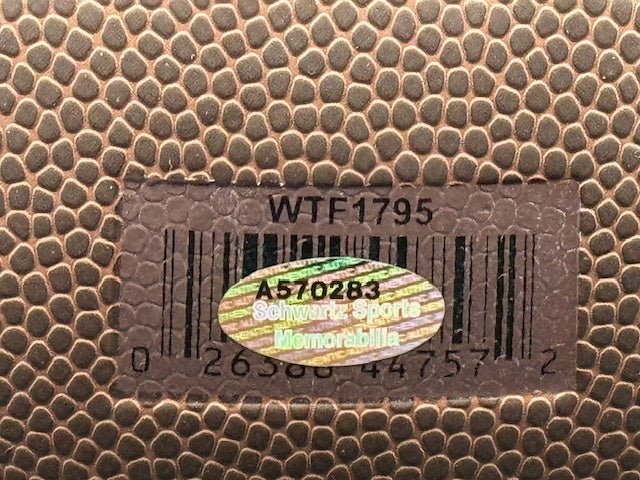 WTF1795
A570283
Schwartz Sports
Memorabilia
0 26388 44757 2